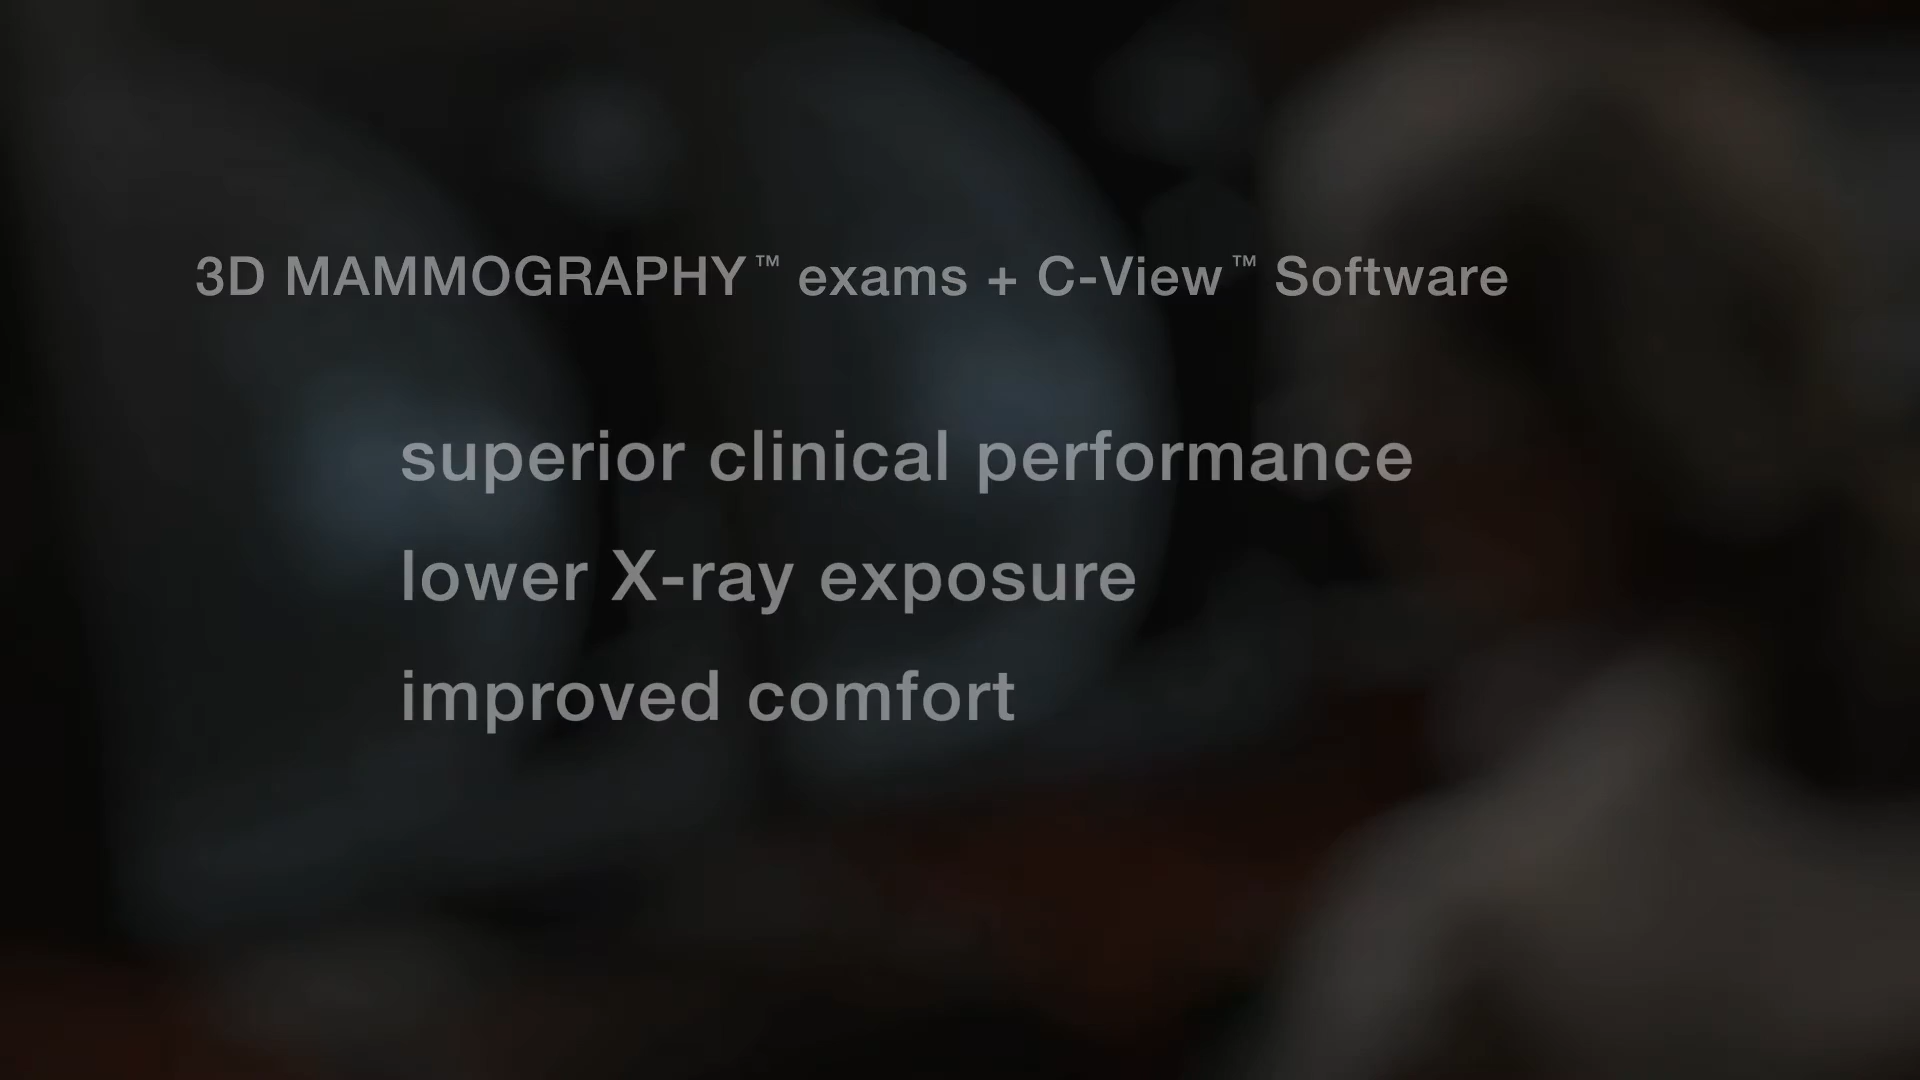 3D MAMMOGRAPHY™ exams + C-View™ Software
superior clinical performance
lower X-ray exposure
improved comfort